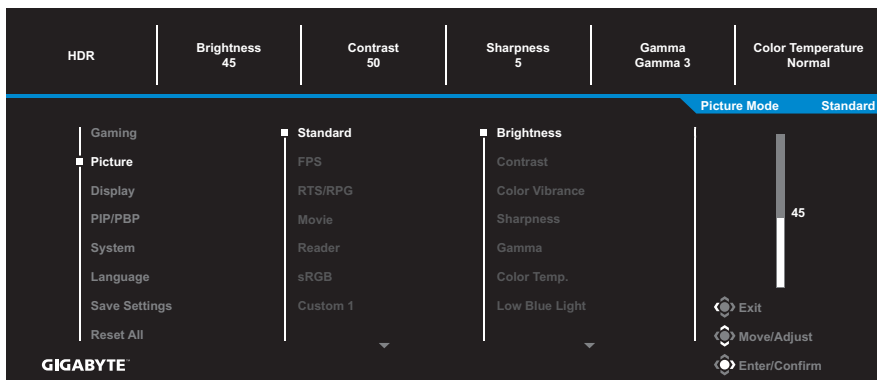 HDR
Brightness
45
Contrast
50
Sharpness
5
Gamma
Gamma 3
Color Temperature
Normal
Picture Mode Standard
Gaming
Picture
Display
PIP/PBP
System
Language
Save Settings
Reset All
Standard
FPS
RTS/RPG
Movie
Reader
sRGB
Custom 1
Brightness
Contrast
Color Vibrance
Sharpness
Gamma
Color Temp.
Low Blue Light
45
Exit
Move/Adjust
Enter/Confirm
GIGABYTE™